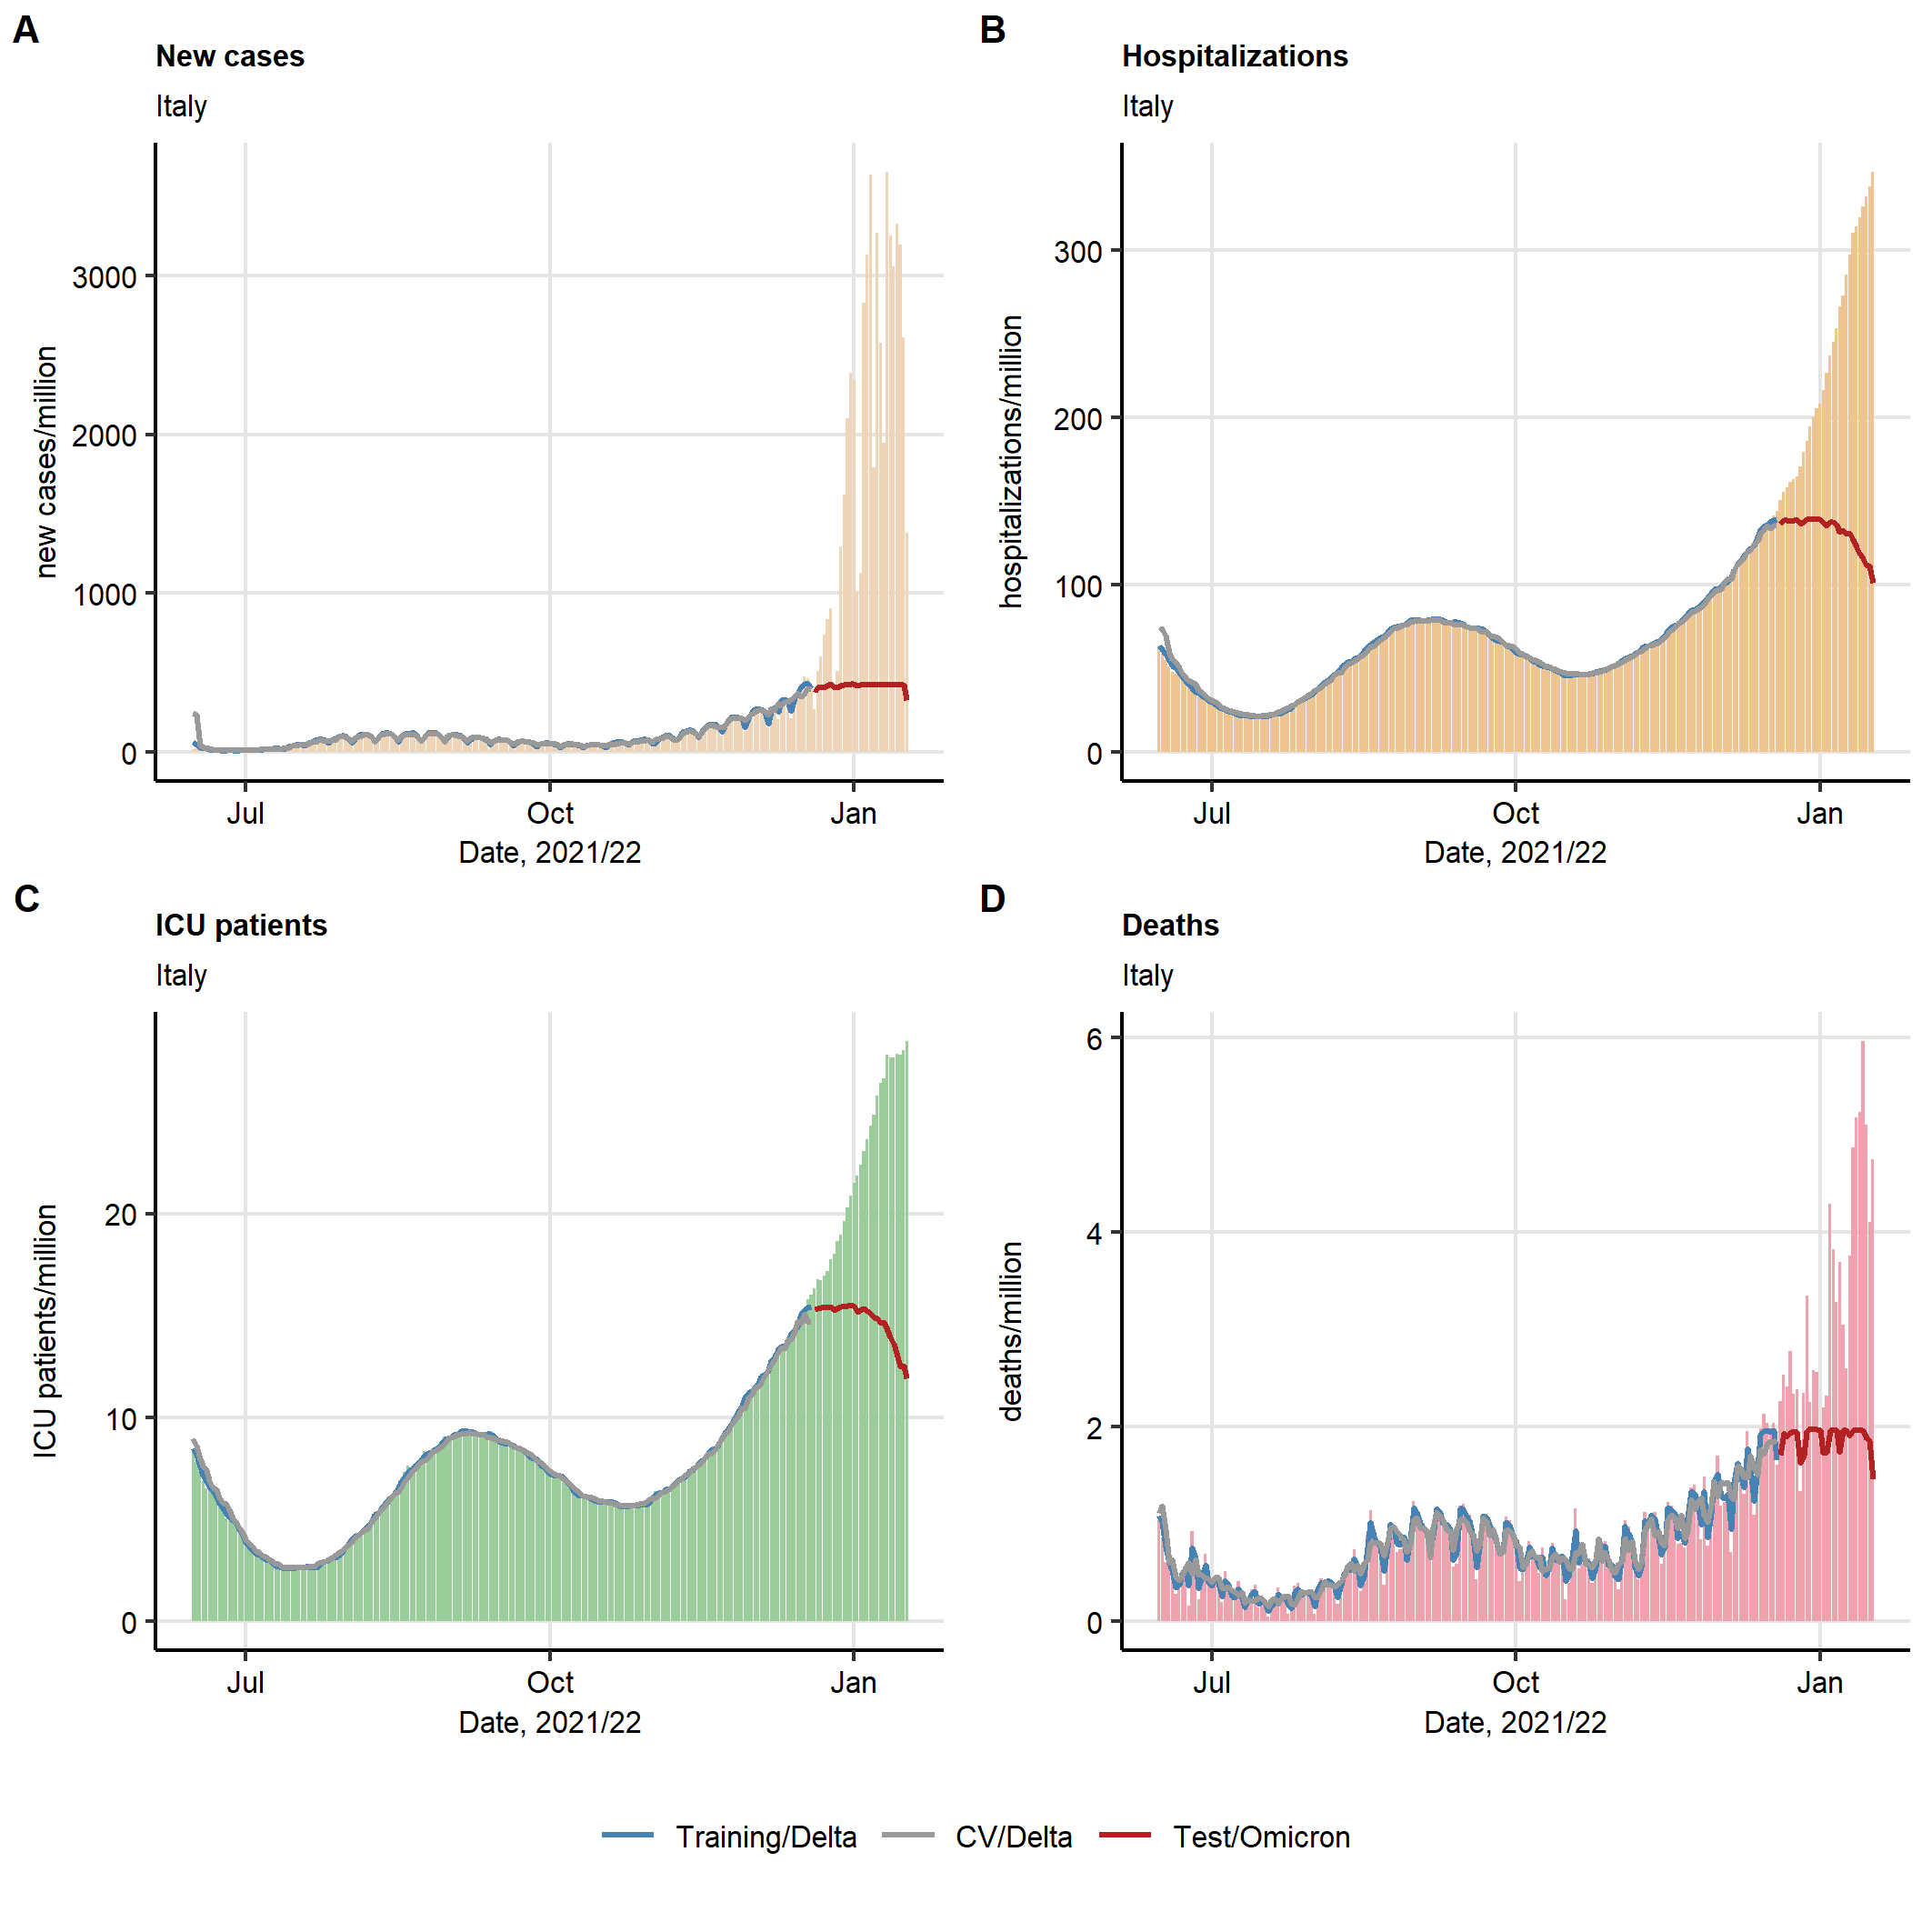 A
New cases
Italy
new cases/million
3000
2000
1000
0
Jul
Oct
Jan
Date, 2021/22
B
Hospitalizations
Italy
hospitalizations/million
300
200
100
0
Jul
Oct
Jan
Date, 2021/22
C
ICU patients
Italy
ICU patients/million
20
10
0
Jul
Oct
Jan
Date, 2021/22
D
Deaths
Italy
deaths/million
6
4
2
0
Jul
Oct
Jan
Date, 2021/22
Training/Delta
CV/Delta
Test/Omicron